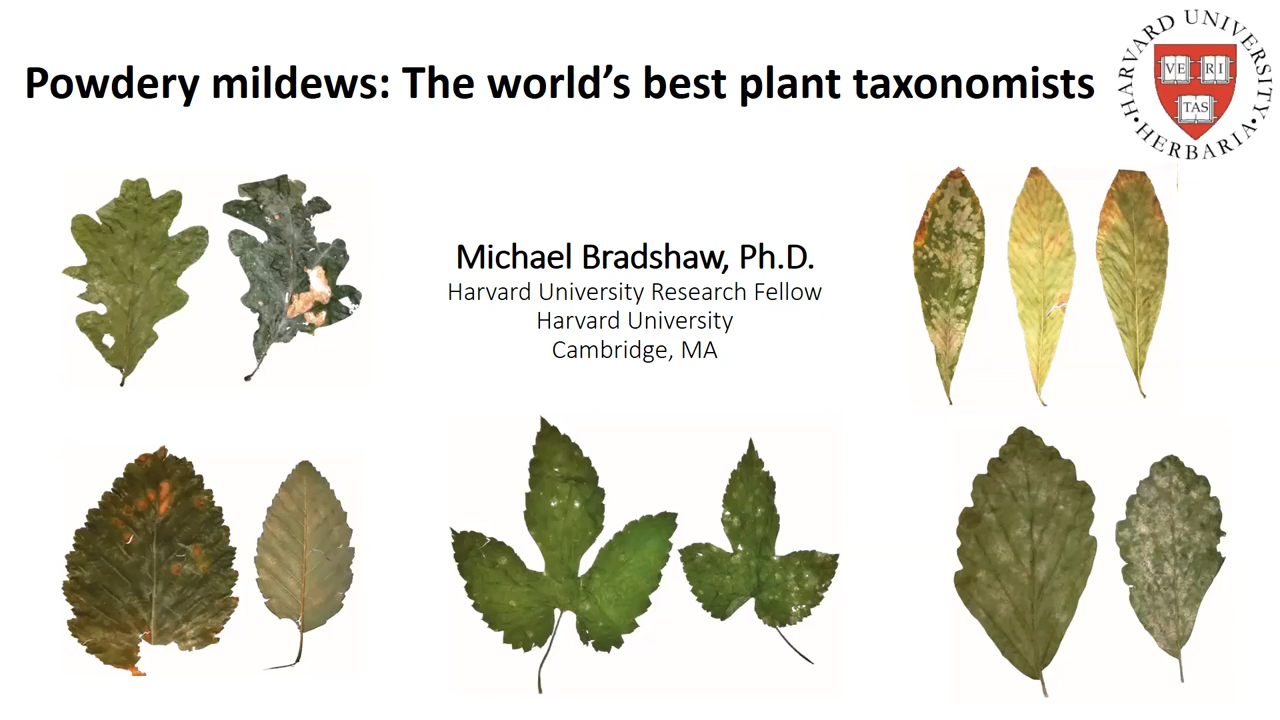 Powdery mildews: The world's best plant taxonomists
HARVARD UNIVERSITY
HERBARIA
VE RI
TAS
Michael Bradshaw, Ph.D.
Harvard University Research Fellow
Harvard University
Cambridge, MA